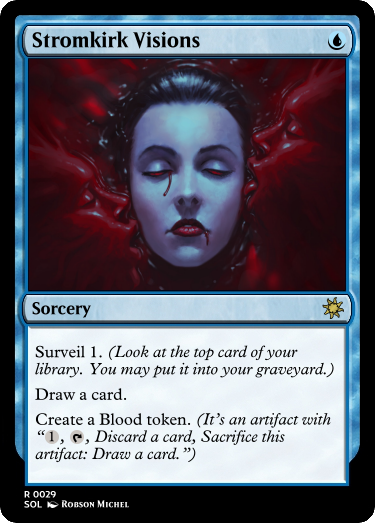 Stromkirk Visions
Sorcery
Surveil 1. (Look at the top card of your
library. You may put it into your graveyard.)
Draw a card.
Create a Blood token. (It's an artifact with
“1, , Discard a card, Sacrifice this
artifact: Draw a card.”)
R 0029
SOL Robson Michel